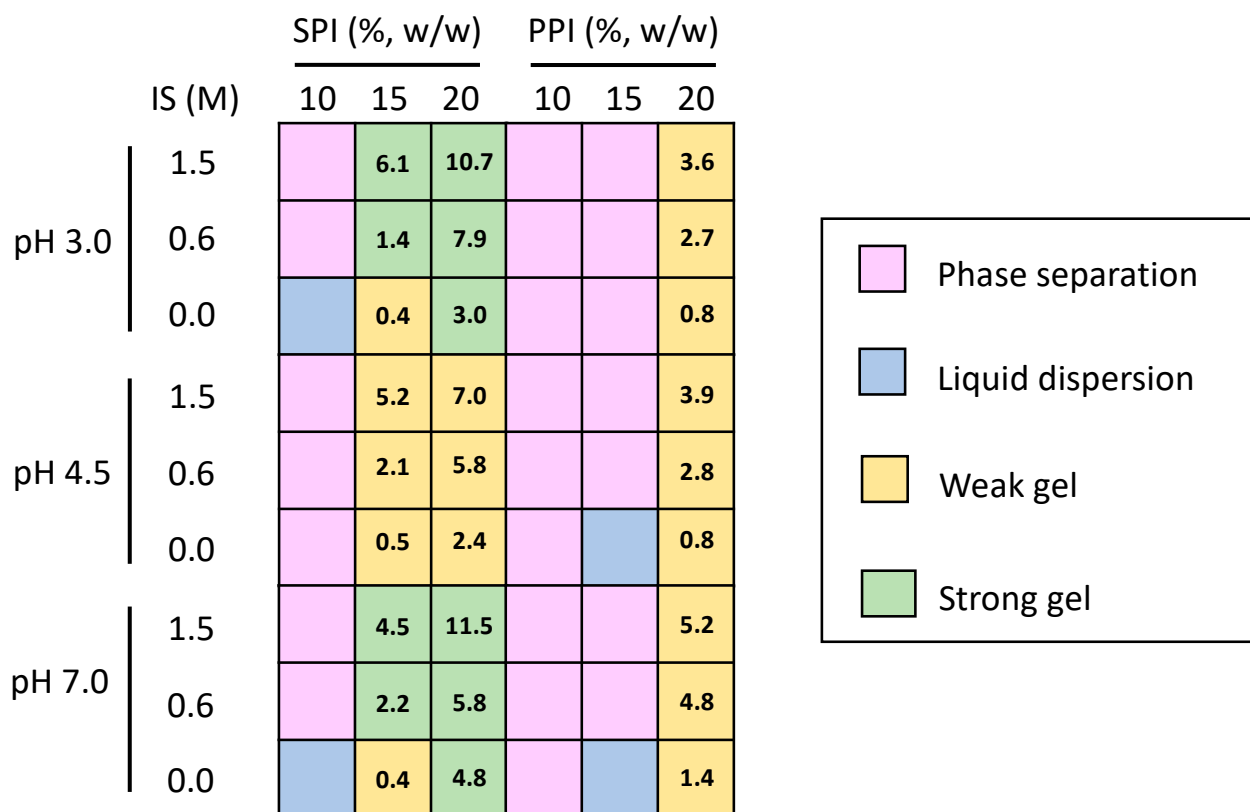 SPI (%, w/w) PPI (%, w/w)
IS (M) 10 15 20 10 15 20
1.5 6.1 10.7 3.6
pH 3.0 0.6 1.4 7.9 2.7
0.0 0.4 3.0 0.8
1.5 5.2 7.0 3.9
pH 4.5 0.6 2.1 5.8 2.8
0.0 0.5 2.4 0.8
1.5 4.5 11.5 5.2
pH 7.0 0.6 2.2 5.8 4.8
0.0 0.4 4.8 1.4
Phase separation
Liquid dispersion
Weak gel
Strong gel